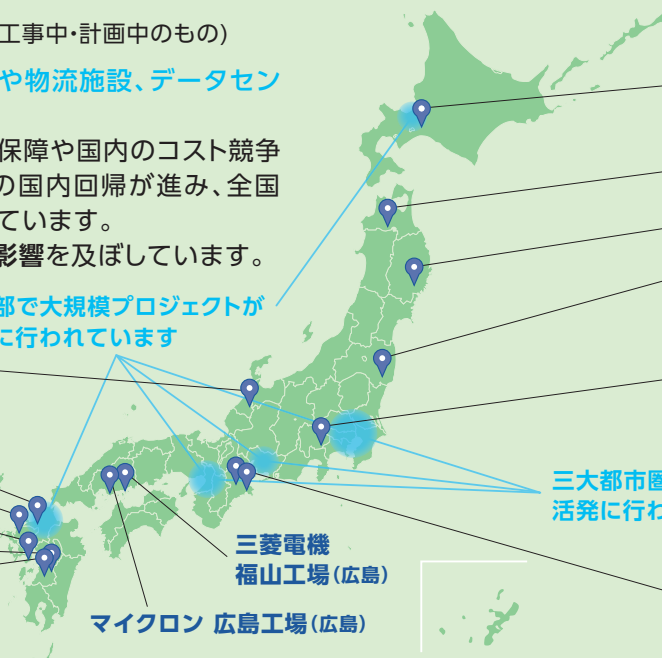 工事中・計画中のもの)
や物流施設、データセン
保障や国内のコスト競争
の国内回帰が進み、全国
ています。
影響を及ぼしています。
部で大規模プロジェクトが
に行われています
三大都市圏
活発に行わ
三菱電機
福山工場(広島)
マイクロン 広島工場(広島)